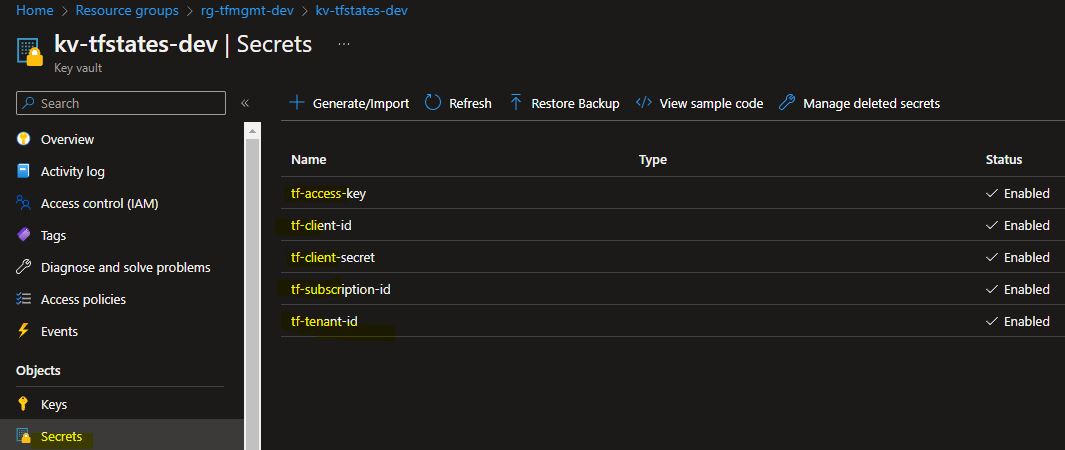 Home > Resource groups > rg-tfmgmt-dev > kv-tfstates-dev
kv-tfstates-dev | Secrets ...
Key vault
Search «
Generate/Import Refresh Restore Backup View sample code Manage deleted secrets
Overview
Activity log
Access control (IAM)
Tags
Diagnose and solve problems
Access policies
Events
Objects
Keys
Secrets
Name Type Status
tf-access-key Enabled
tf-client-id Enabled
tf-client-secret Enabled
tf-subscription-id Enabled
tf-tenant-id Enabled